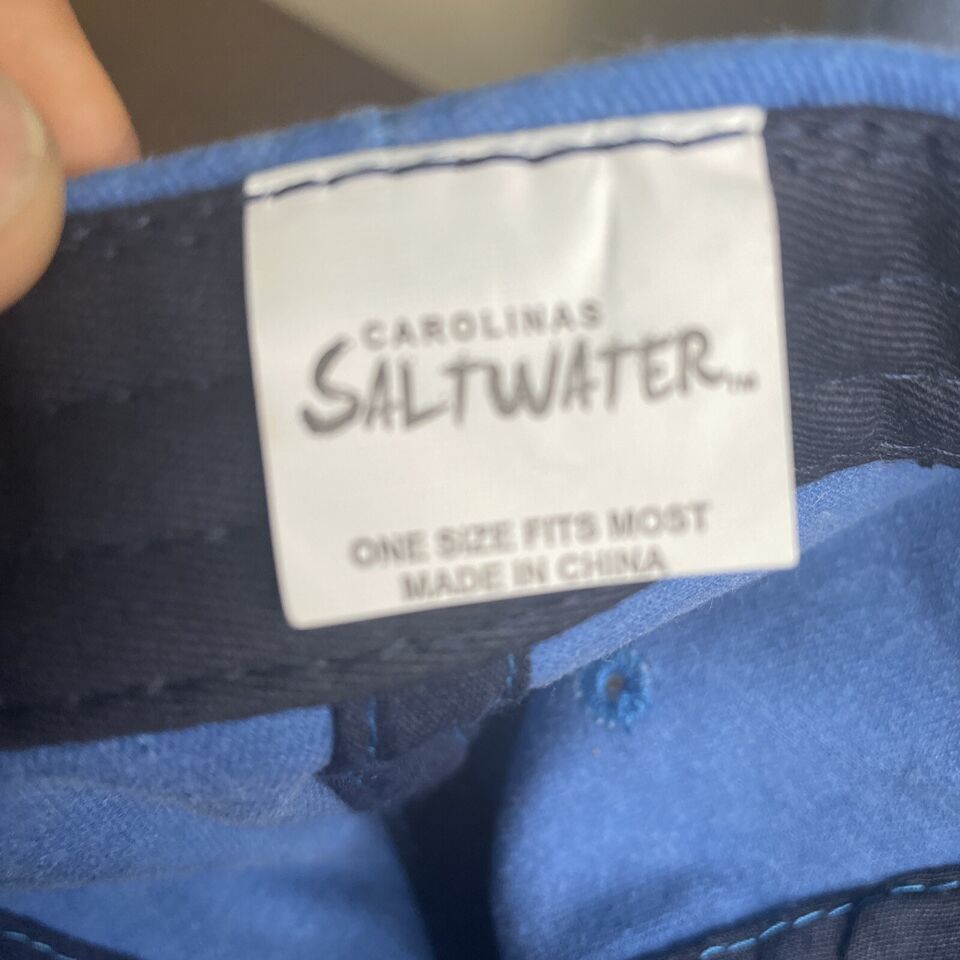 CAROLINAS
SALTWATER™
ONE SIZE FITS MOST
MADE IN CHINA